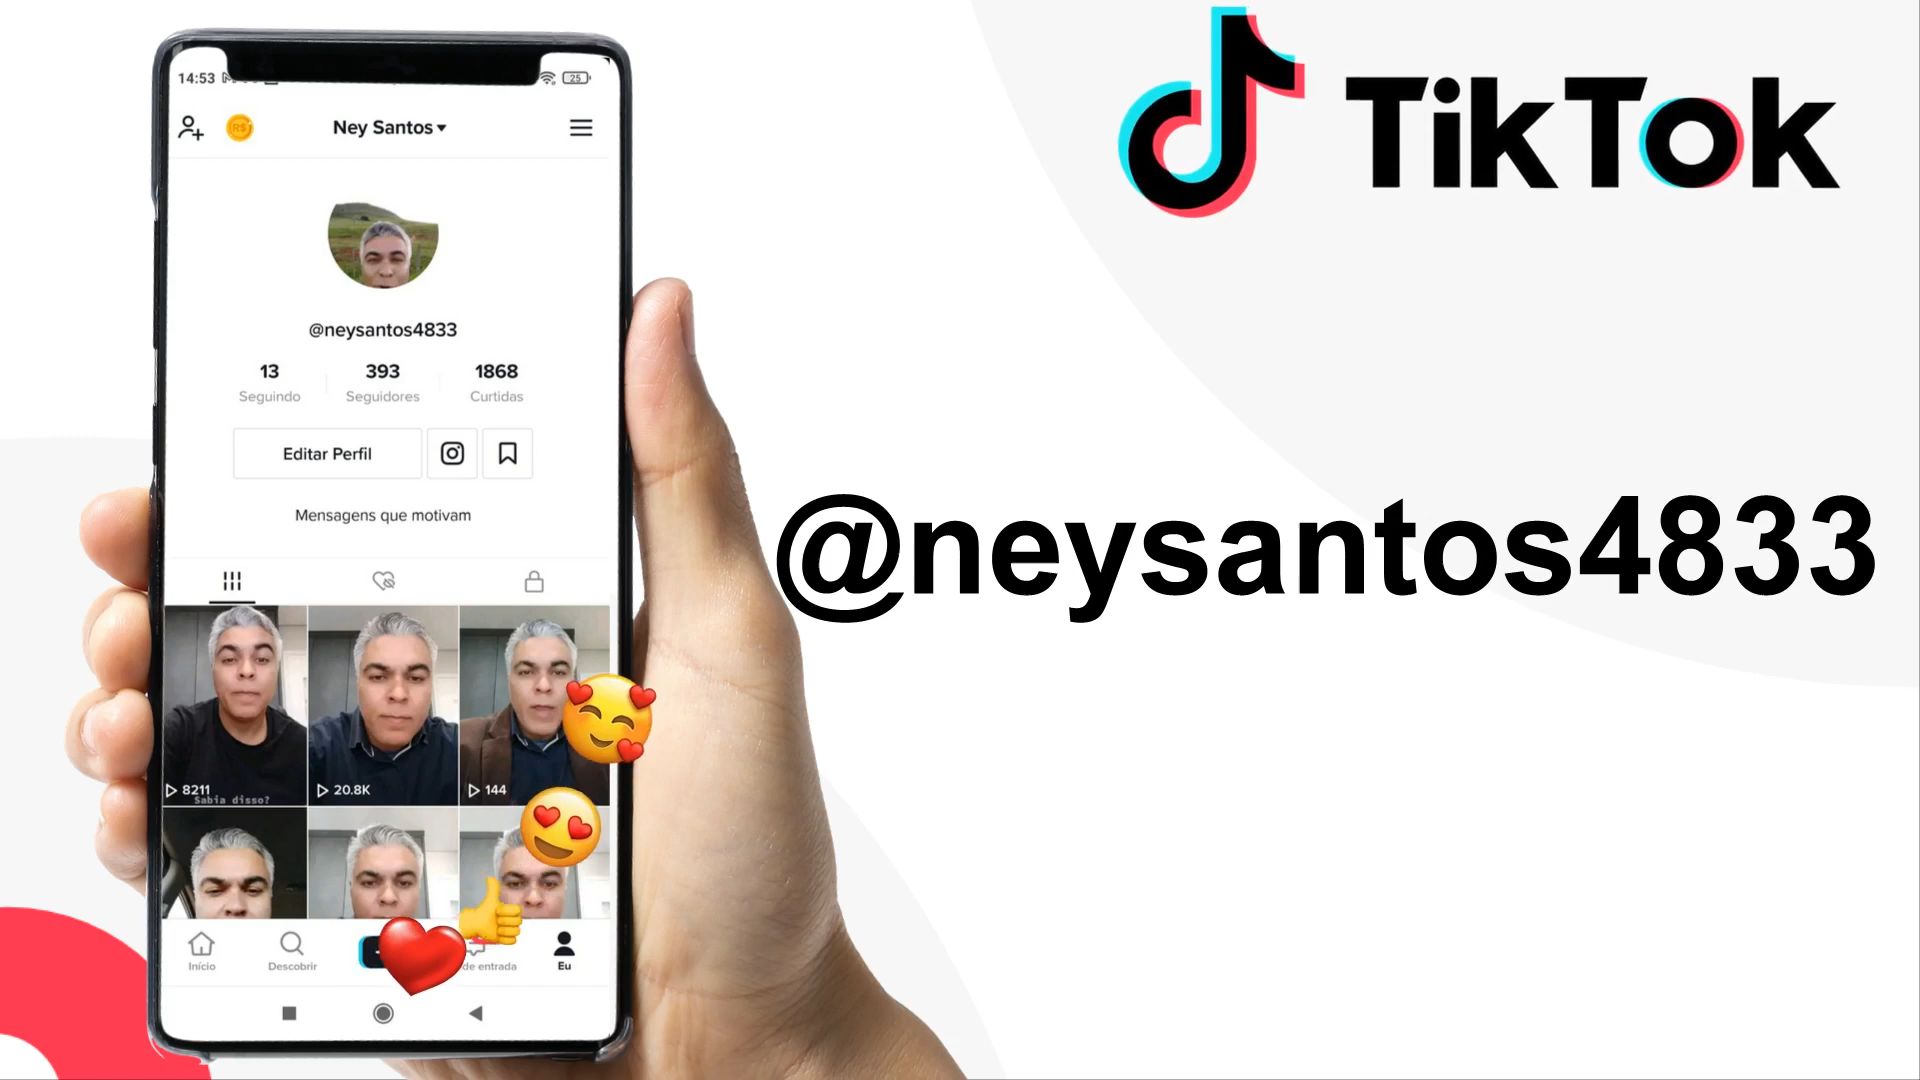 14:53
25
R$
Ney Santos
TikTok
@neysantos4833
13 393 1868
Seguindo Seguidores Curtidas
Editar Perfil
Mensagens que motivam
@neysantos4833
8211 20.8K 144
Sabia disso?
Início Descobrir de entrada Eu